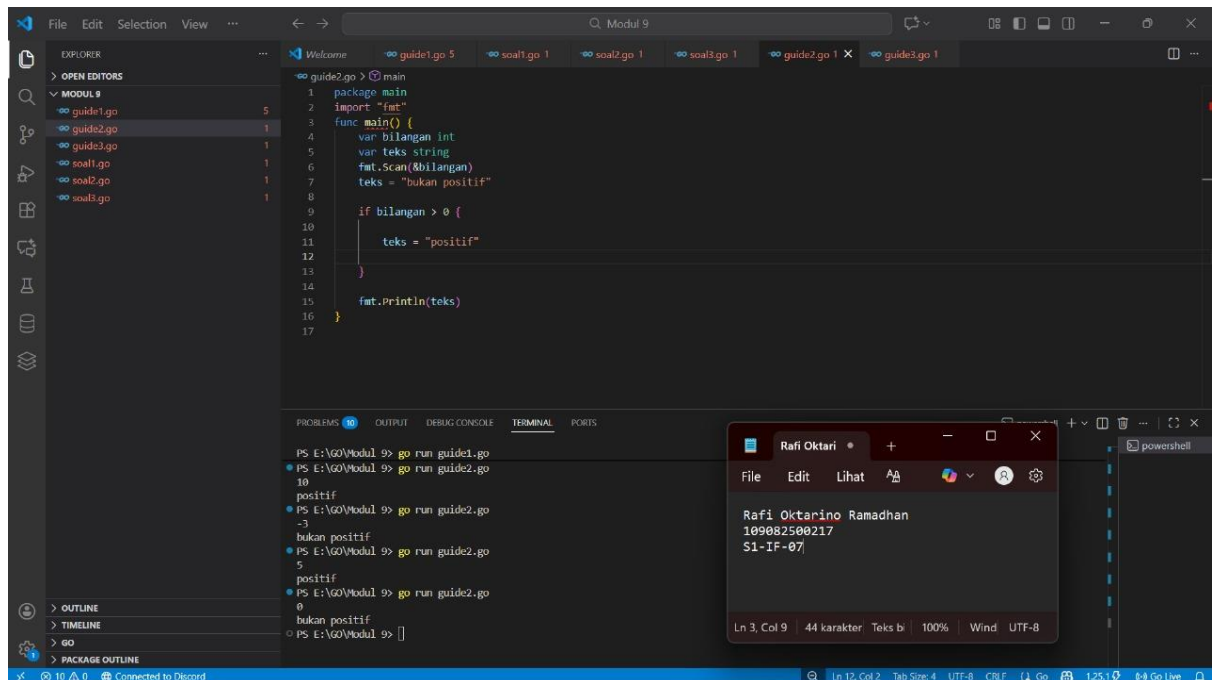 File Edit Selection View ... Modul 9
EXPLORER ...
> OPEN EDITORS
MODUL 9
guide1.go 5
guide2.go 1
guide3.go 1
soal1.go 1
soal2.go 1
soal3.go 1
> OUTLINE
> TIMELINE
> GO
> PACKAGE OUTLINE
Welcome guide1.go 5 soal1.go 1 soal2.go 1 soal3.go 1 guide2.go 1 guide3.go 1
guide2.go > main
1 package main
2 import "fmt"
3 func main() {
4 var bilangan int
5 var teks string
6 fmt.Scan(&bilangan)
7 teks = "bukan positif"
8
9 if bilangan > 0 {
10
11 teks = "positif"
12
13 }
14
15 fmt.Println(teks)
16 }
17
PROBLEMS 10 OUTPUT DEBUG CONSOLE TERMINAL PORTS
powershell
PS E:\GO\Modul 9> go run guide1.go
PS E:\GO\Modul 9> go run guide2.go
10
positif
PS E:\GO\Modul 9> go run guide2.go
-3
bukan positif
PS E:\GO\Modul 9> go run guide2.go
5
positif
PS E:\GO\Modul 9> go run guide2.go
0
bukan positif
PS E:\GO\Modul 9>
Rafi Oktari
File Edit Lihat
Rafi Oktarino Ramadhan
109082500217
S1-IF-07
Ln 3, Col 9 44 karakter Teks bi 100% Wind UTF-8
10 0 Connected to Discord Ln 12, Col 2 Tab Size: 4 UTF-8 CRLF Go 1.25.1 Go Live